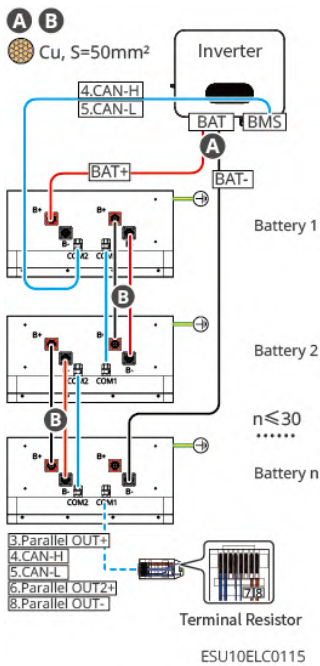 A B
Cu, S=50mm²
Inverter
4.CAN-H
5.CAN-L
BAT BMS
A
BAT+
BAT-
B+ B+
B- B-
COM2 COM1
Battery 1
B
B+ B+
B- B-
COM2 COM1
Battery 2
n≤30
......
B
B+ B+
B- B-
COM2 COM1
Battery n
3.Parallel OUT+
4.CAN-H
5.CAN-L
6.Parallel OUT2+
8.Parallel OUT-
7 8
Terminal Resistor
ESU10ELC0115